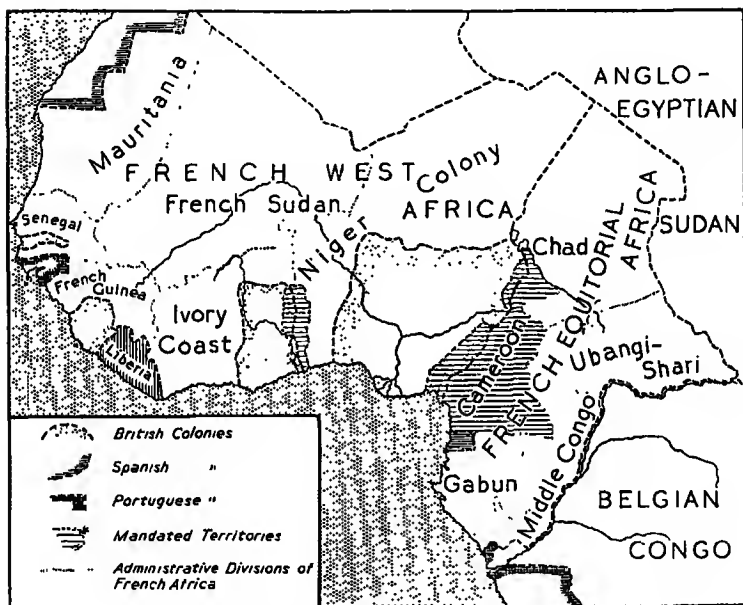 ANGLO-
EGYPTIAN
SUDAN
Mauritania
FRENCH WEST
AFRICA
French Sudan
Colony
Niger
Senegal
French
Guinea
Ivory
Coast
Liberia
Chad
Cameroon
FRENCH EQUITORIAL
AFRICA
Ubangi-
Shari
Gabun
Middle Congo
BELGIAN
CONGO
British Colonies
Spanish "
Portuguese "
Mandated Territories
Administrative Divisions of
French Africa